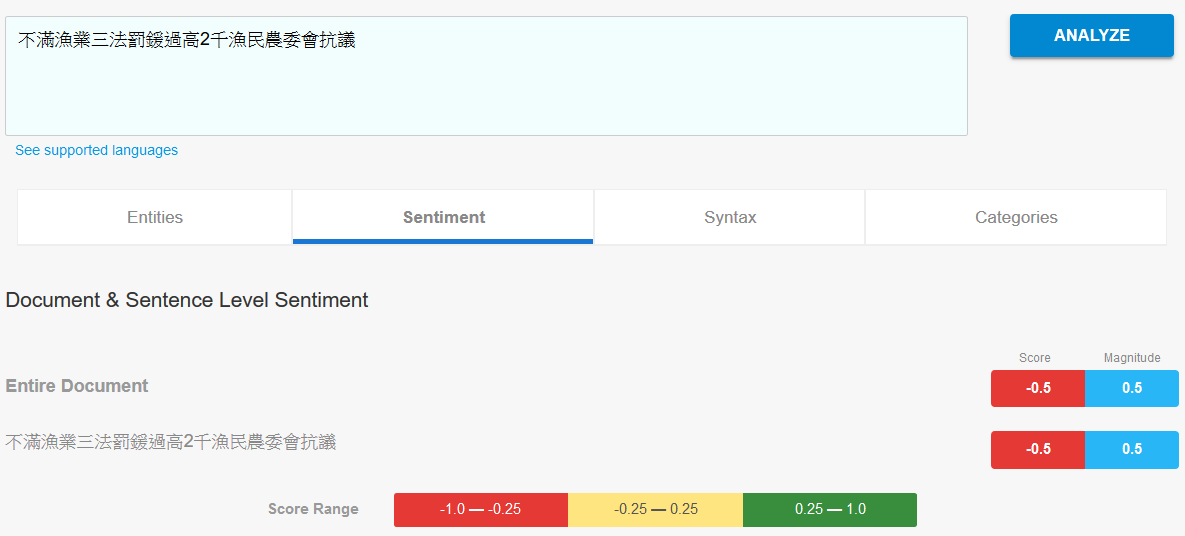 不滿漁業三法罰鍰過高2千漁民農委會抗議
ANALYZE
See supported languages
Entities Sentiment Syntax Categories
Document & Sentence Level Sentiment
Score Magnitude
Entire Document -0.5 0.5
不滿漁業三法罰鍰過高2千漁民農委會抗議 -0.5 0.5
Score Range -1.0 — -0.25 -0.25 — 0.25 0.25 — 1.0